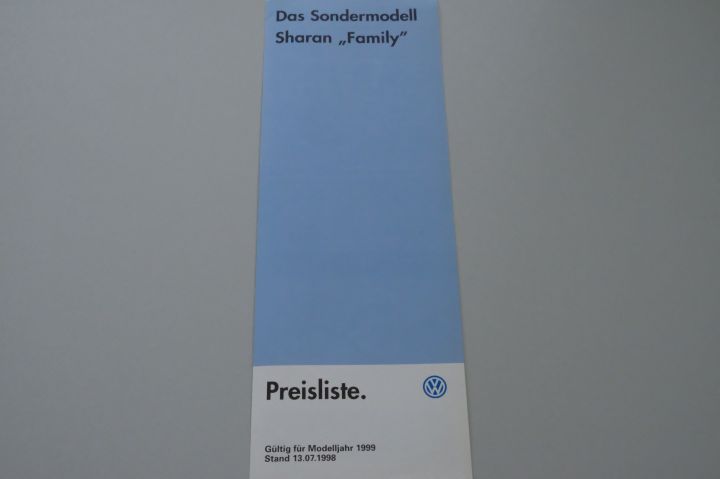 Das Sondermodell
Sharan „Family"
Preisliste.
Gültig für Modelljahr 1999
Stand 13.07.1998